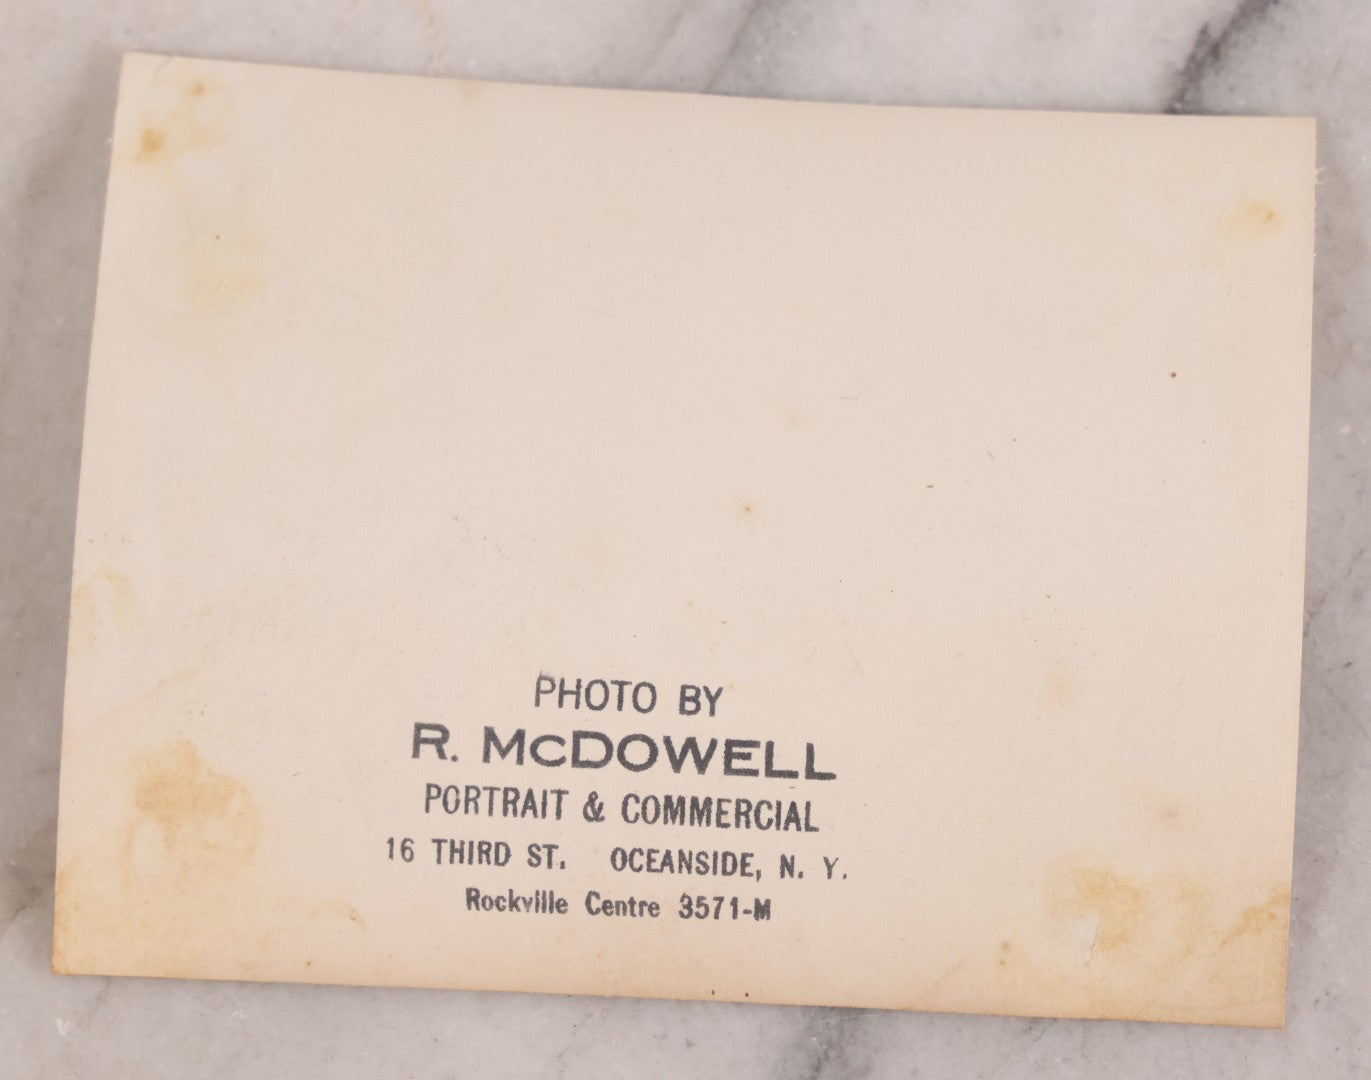 PHOTO BY
R. McDOWELL
PORTRAIT & COMMERCIAL
16 THIRD ST. OCEANSIDE, N. Y.
Rockville Centre 3571-M